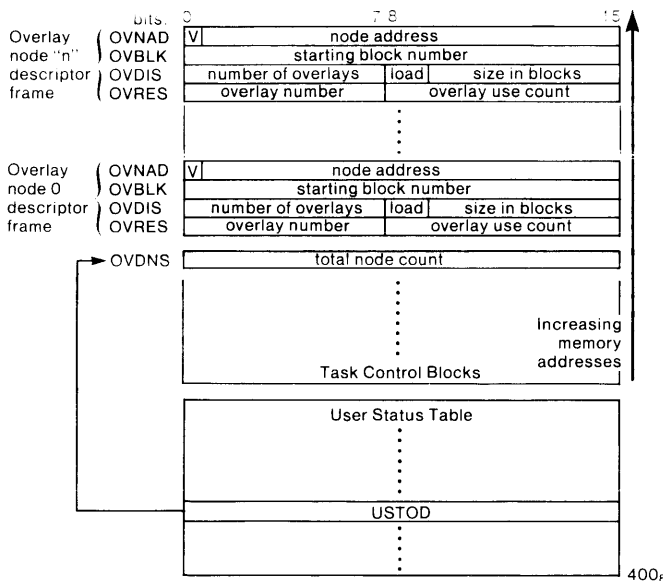 bits: 0 7 8 15
Overlay OVNAD V node address
node "n" OVBLK starting block number
descriptor OVDIS number of overlays load size in blocks
frame OVRES overlay number overlay use count
Overlay OVNAD V node address
node 0 OVBLK starting block number
descriptor OVDIS number of overlays load size in blocks
frame OVRES overlay number overlay use count
OVDNS total node count
Increasing
memory
addresses
Task Control Blocks
User Status Table
USTOD
400₈